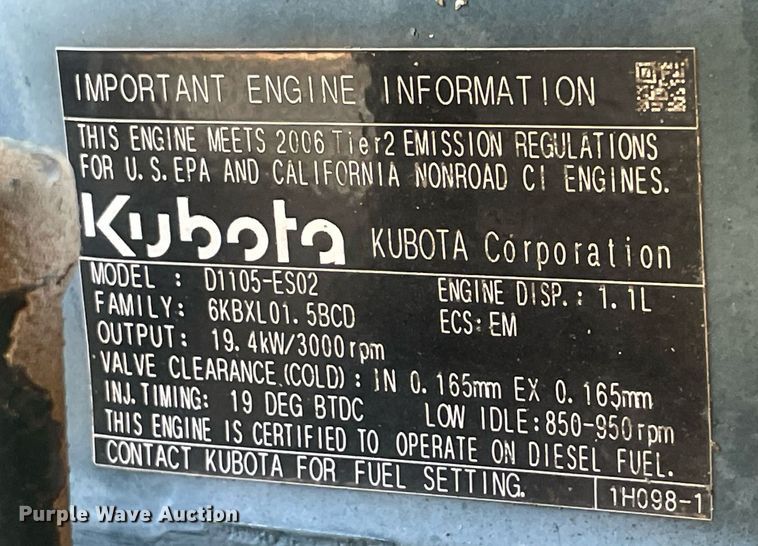 IMPORTANT ENGINE INFORMATION
THIS ENGINE MEETS 2006 Tier2 EMISSION REGULATIONS
FOR U.S.EPA AND CALIFORNIA NONROAD CI ENGINES.
Kubota KUBOTA Corporation
MODEL : D1105-ES02 ENGINE DISP.: 1.1L
FAMILY: 6KBXL01.5BCD ECS:EM
OUTPUT: 19.4kW/3000rpm
VALVE CLEARANCE(COLD): IN 0.165mm EX 0.165mm
INJ.TIMING: 19 DEG BTDC LOW IDLE:850-950rpm
THIS ENGINE IS CERTIFIED TO OPERATE ON DIESEL FUEL.
CONTACT KUBOTA FOR FUEL SETTING. 1H098-1
Purple Wave Auction